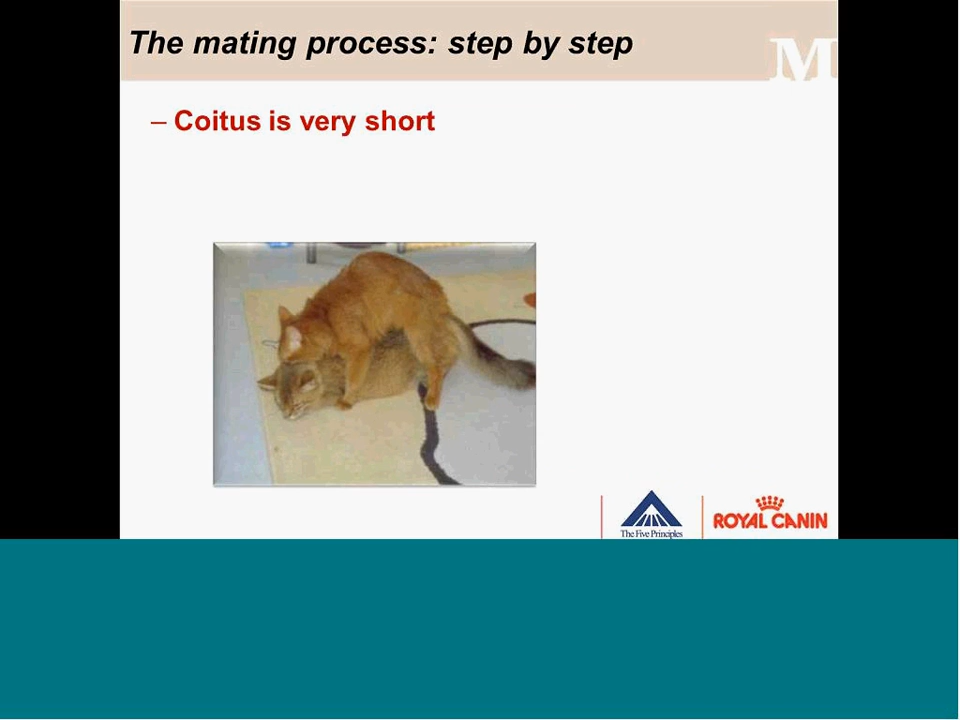 The mating process: step by step
M
– Coitus is very short
The Five Principles
ROYAL CANIN